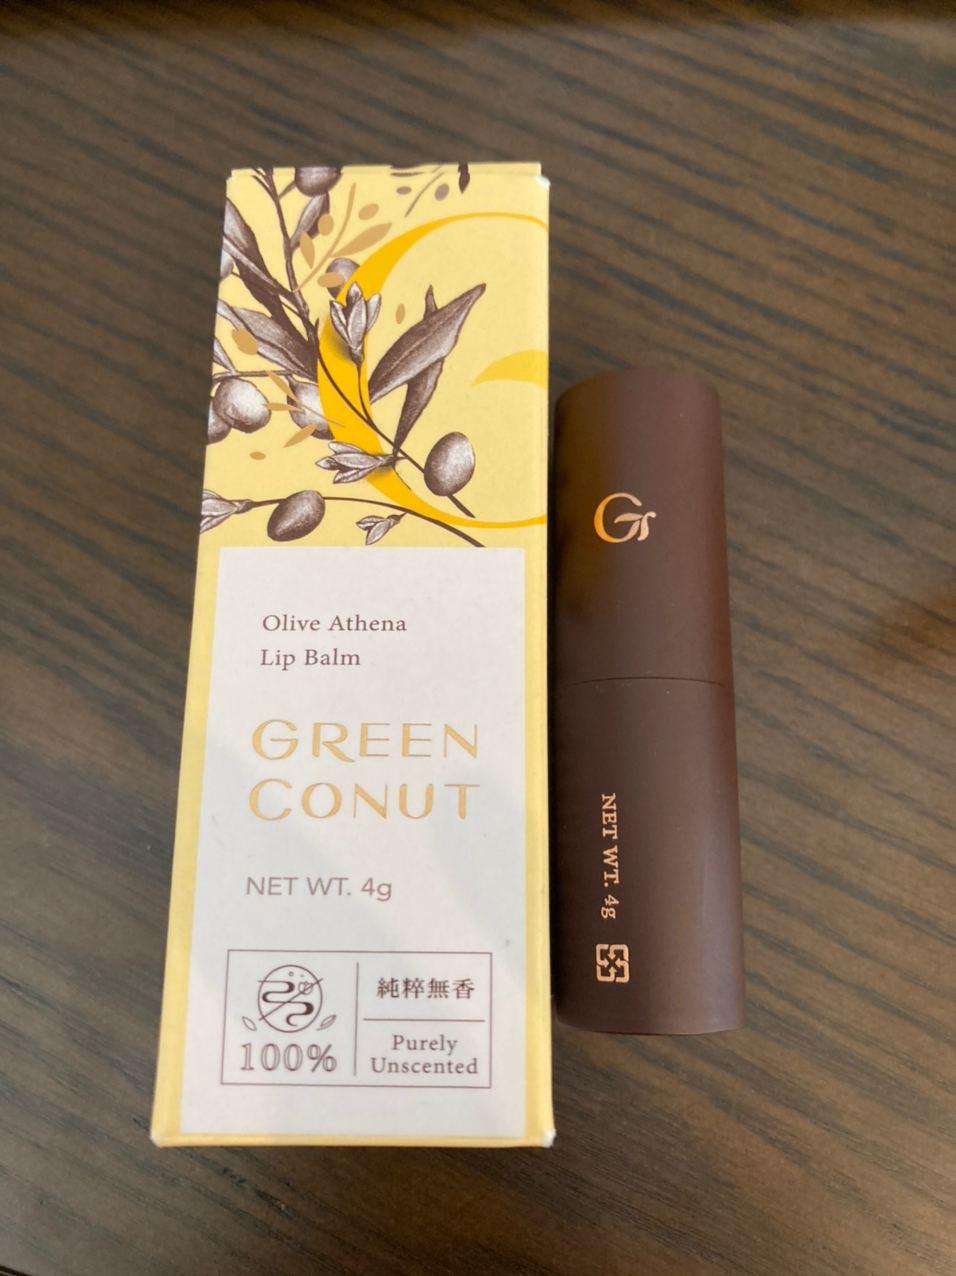 Olive Athena
Lip Balm
GREEN
CONUT
NET WT. 4g
100%
純粹無香
Purely
Unscented
G
NET WT. 4g